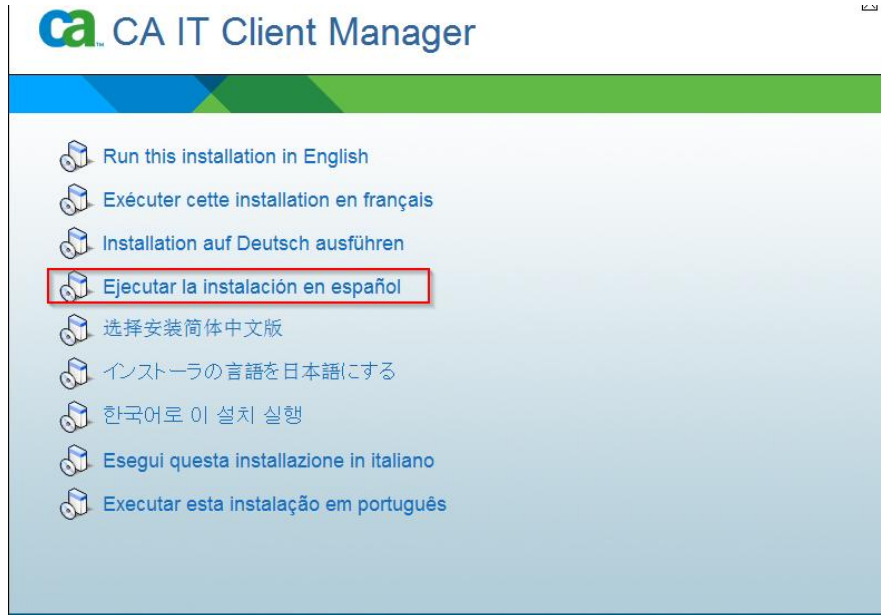 ca™ CA IT Client Manager
Run this installation in English
Exécuter cette installation en français
Installation auf Deutsch ausführen
Ejecutar la instalación en español
选择安装简体中文版
インストーラの言語を日本語にする
한국어로 이 설치 실행
Esegui questa installazione in italiano
Executar esta instalação em português